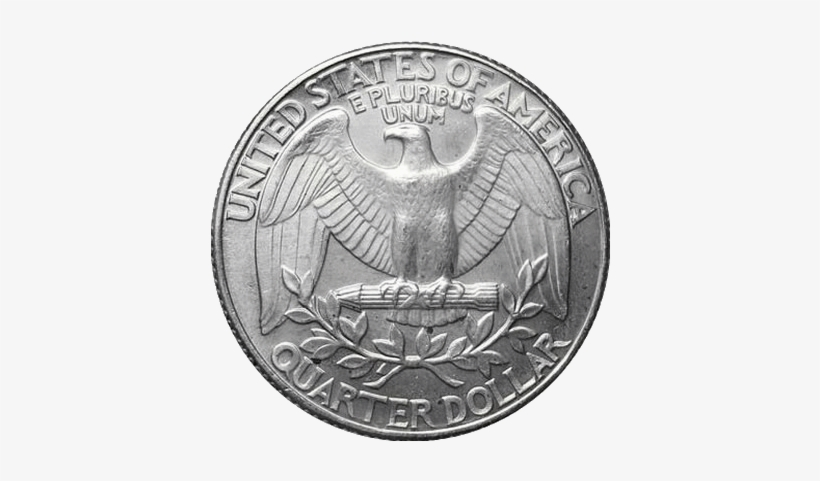 UNITED STATES OF AMERICA
E PLURIBUS
UNUM
QUARTER DOLLAR